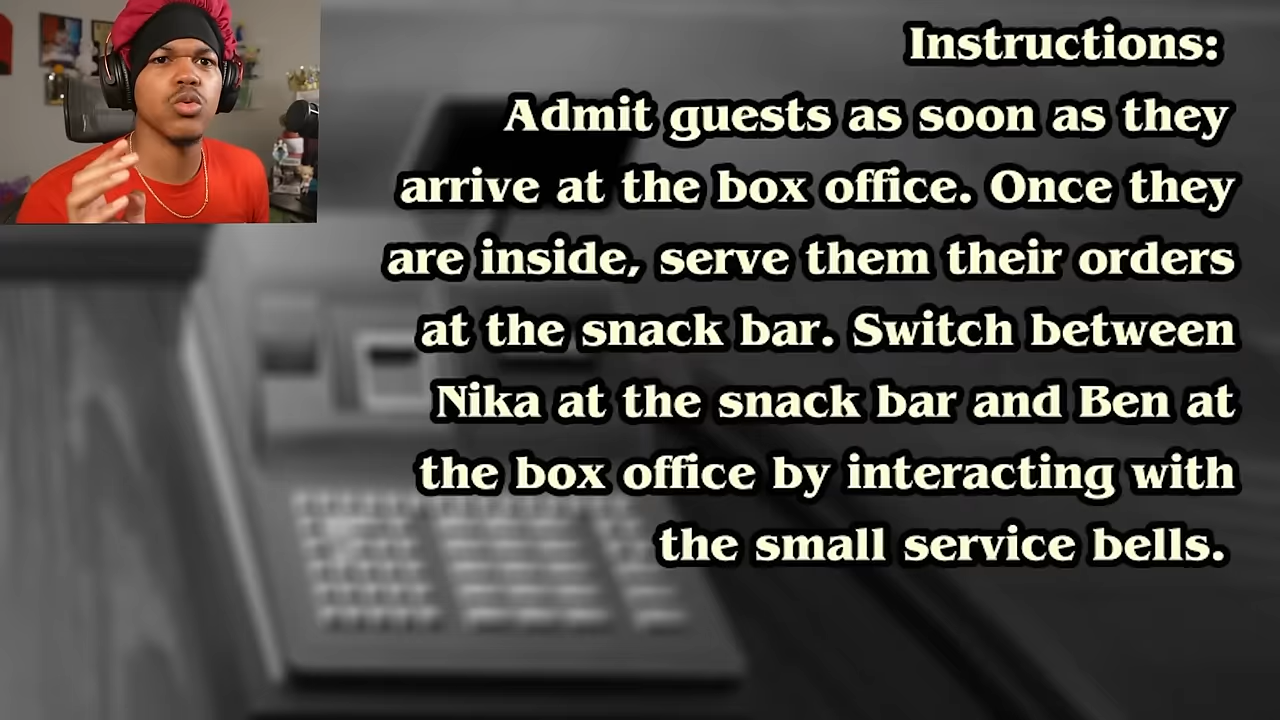 Instructions:
Admit guests as soon as they
arrive at the box office. Once they
are inside, serve them their orders
at the snack bar. Switch between
Nika at the snack bar and Ben at
the box office by interacting with
the small service bells.